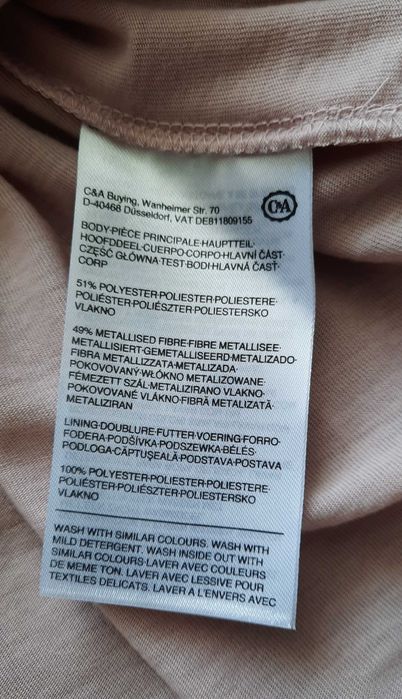 C&A Buying, Wanheimer Str. 70
D-40468 Düsseldorf, VAT DE811809155
C&A
BODY·PIÈCE PRINCIPALE·HAUPTTEIL·
HOOFDDEEL·CUERPO·CORPO·HLAVNÍ ČÁST·
CZĘŚĆ GŁÓWNA·TEST·BODI·HLAVNÁ ČASŤ·
CORP
51% POLYESTER·POLIESTER·POLIESTERE·
POLIÉSTER·POLIÉSZTER·POLIESTERSKO
VLAKNO
49% METALLISED FIBRE·FIBRE METALLISEE·
METALLISIERT·GEMETALLISEERD·METALIZADO·
FIBRA METALLIZZATA·METALIZADA·
POKOVOVANÝ·WŁÓKNO METALIZOWANE·
FÉMEZETT SZÁL·METALIZIRANO VLAKNO·
POKOVOVANÉ VLÁKNO·FIBRĂ METALIZATĂ·
METALIZIRAN
LINING·DOUBLURE·FUTTER·VOERING·FORRO·
FODERA·PODŠÍVKA·PODSZEWKA·BÉLÉS·
PODLOGA·CĂPTUŞEALĂ·PODSTAVA·POSTAVA
100% POLYESTER·POLIESTER·POLIESTERE·
POLIÉSTER·POLIÉSZTER·POLIESTERSKO
VLAKNO
WASH WITH SIMILAR COLOURS. WASH WITH
MILD DETERGENT. WASH INSIDE OUT WITH
SIMILAR COLOURS·LAVER AVEC COULEURS
DE MEME TON. LAVER AVEC LESSIVE POUR
TEXTILES DELICATS. LAVER A L'ENVERS AVEC